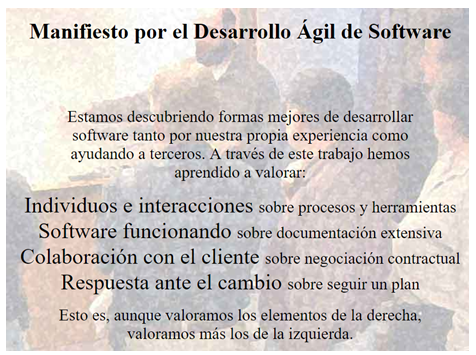 Manifiesto por el Desarrollo Ágil de Software
Estamos descubriendo formas mejores de desarrollar
software tanto por nuestra propia experiencia como
ayudando a terceros. A través de este trabajo hemos
aprendido a valorar:
Individuos e interacciones sobre procesos y herramientas
Software funcionando sobre documentación extensiva
Colaboración con el cliente sobre negociación contractual
Respuesta ante el cambio sobre seguir un plan
Esto es, aunque valoramos los elementos de la derecha,
valoramos más los de la izquierda.